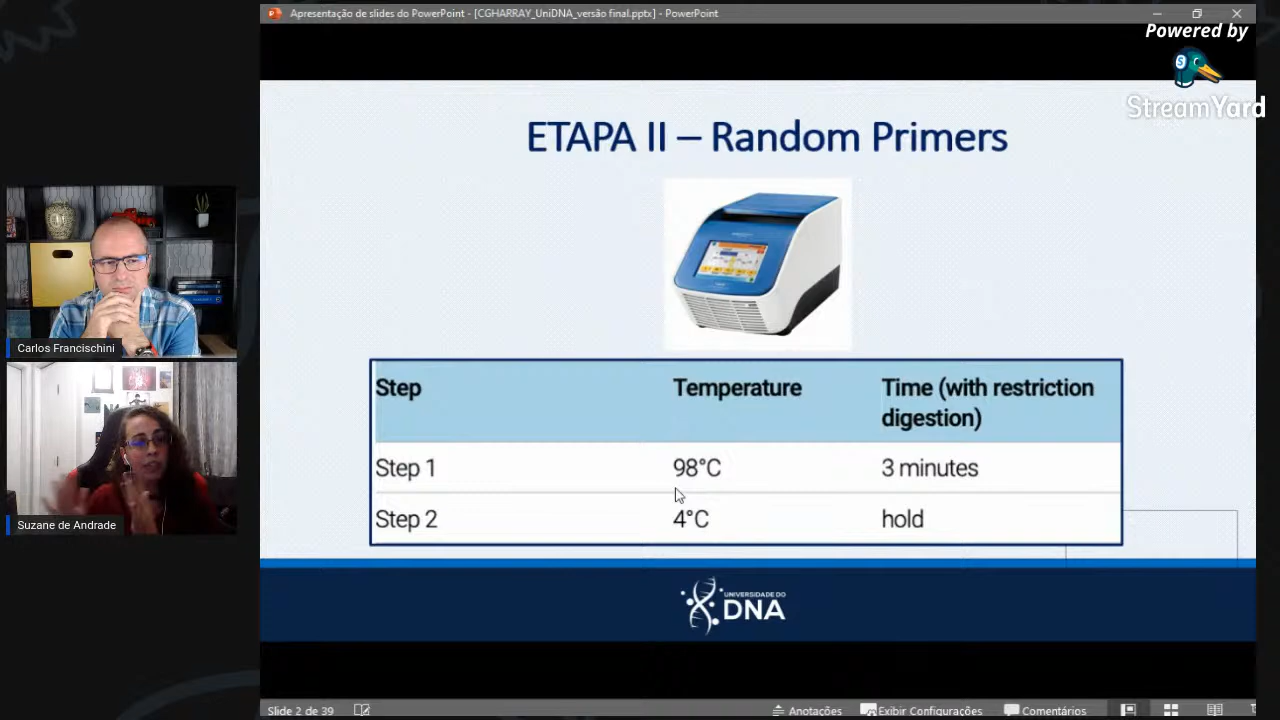 Apresentação de slides do PowerPoint - [CGHARRAY_UniDNA_versão final.pptx] - PowerPoint
Powered by
StreamYard
ETAPA II – Random Primers
Step Temperature Time (with restriction digestion)
Step 1 98°C 3 minutes
Step 2 4°C hold
Carlos Francischini
Suzane de Andrade
UNIVERSIDADE DO
DNA
Slide 2 de 39 Anotações Exibir Configurações Comentários